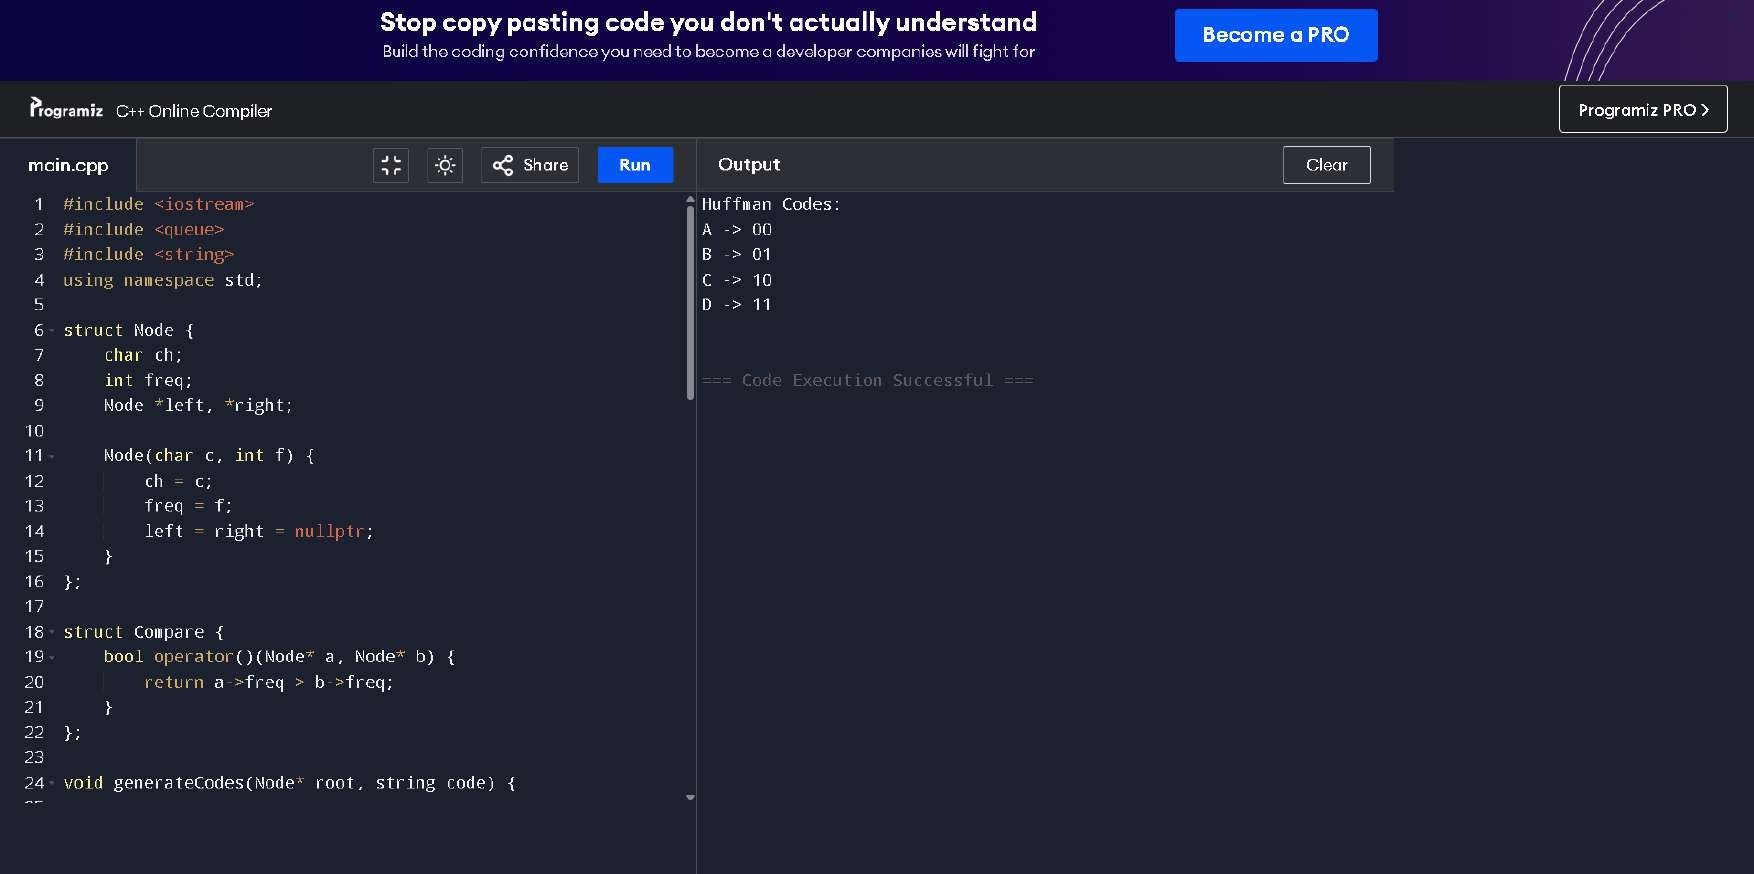 Stop copy pasting code you don't actually understand
Build the coding confidence you need to become a developer companies will fight for
Become a PRO
Programiz C++ Online Compiler
Programiz PRO
main.cpp
Share
Run
Output
Clear
1 #include <iostream>
2 #include <queue>
3 #include <string>
4 using namespace std;
5
6 struct Node {
7     char ch;
8     int freq;
9     Node *left, *right;
10
11     Node(char c, int f) {
12         ch = c;
13         freq = f;
14         left = right = nullptr;
15     }
16 };
17
18 struct Compare {
19     bool operator()(Node* a, Node* b) {
20         return a->freq > b->freq;
21     }
22 };
23
24 void generateCodes(Node* root, string code) {
Huffman Codes:
A -> 00
B -> 01
C -> 10
D -> 11
=== Code Execution Successful ===